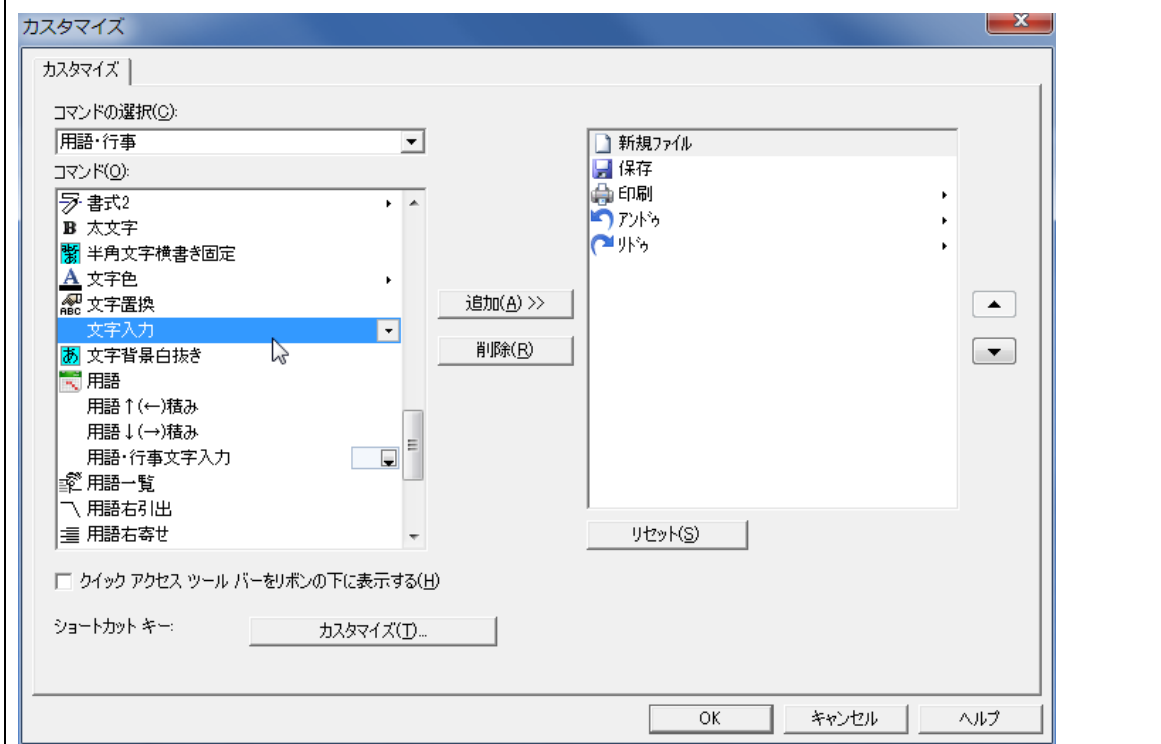 カスタマイズ
カスタマイズ
コマンドの選択(C):
用語・行事
コマンド(O):
書式2
B 太文字
半角文字横書き固定
A 文字色
ABC 文字置換
文字入力
あ 文字背景白抜き
用語
用語↑(←)積み
用語↓(→)積み
用語・行事文字入力
用語一覧
用語右引出
用語右寄せ
追加(A) >>
削除(R)
新規ファイル
保存
印刷
アンドゥ
リドゥ
リセット(S)
クイック アクセス ツール バーをリボンの下に表示する(H)
ショートカット キー:
カスタマイズ(T)...
OK
キャンセル
ヘルプ